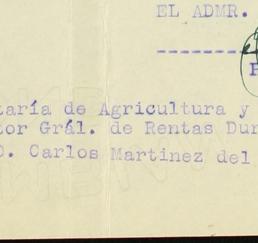 EL ADMR.
taría de Agricultura y
tor Grál. de Rentas Dur
D. Carlos Martinez del